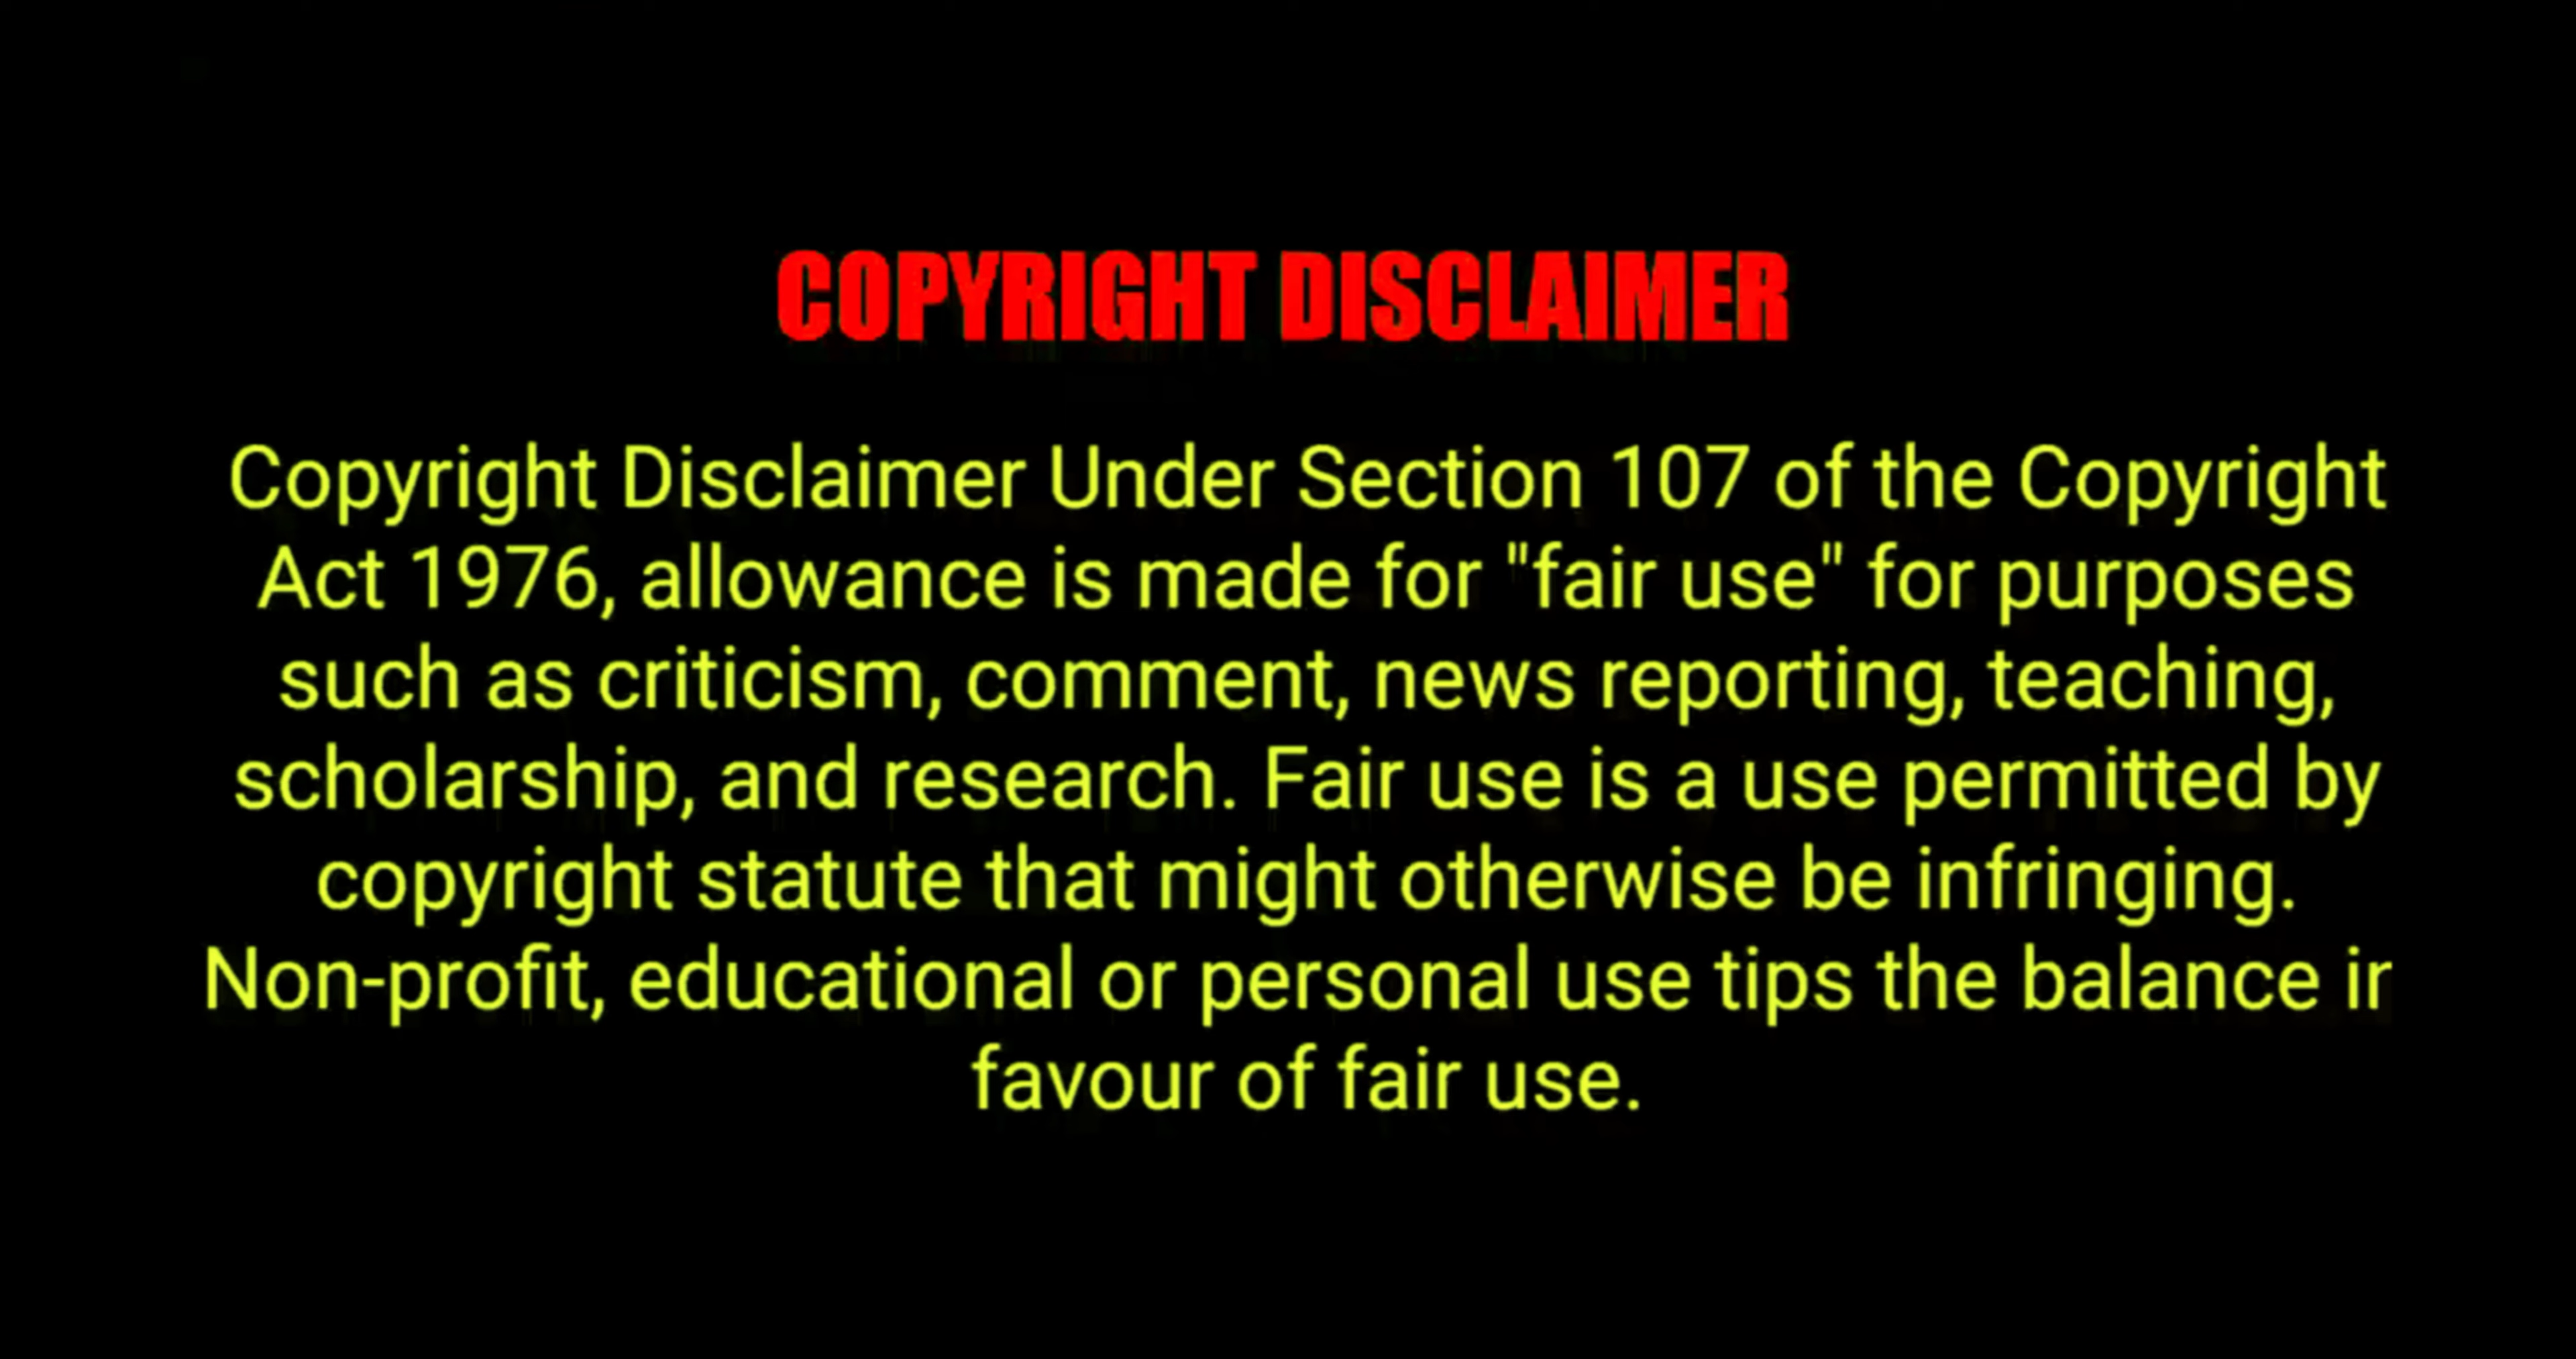 COPYRIGHT DISCLAIMER
Copyright Disclaimer Under Section 107 of the Copyright
Act 1976, allowance is made for "fair use" for purposes
such as criticism, comment, news reporting, teaching,
scholarship, and research. Fair use is a use permitted by
copyright statute that might otherwise be infringing.
Non-profit, educational or personal use tips the balance
favour of fair use.